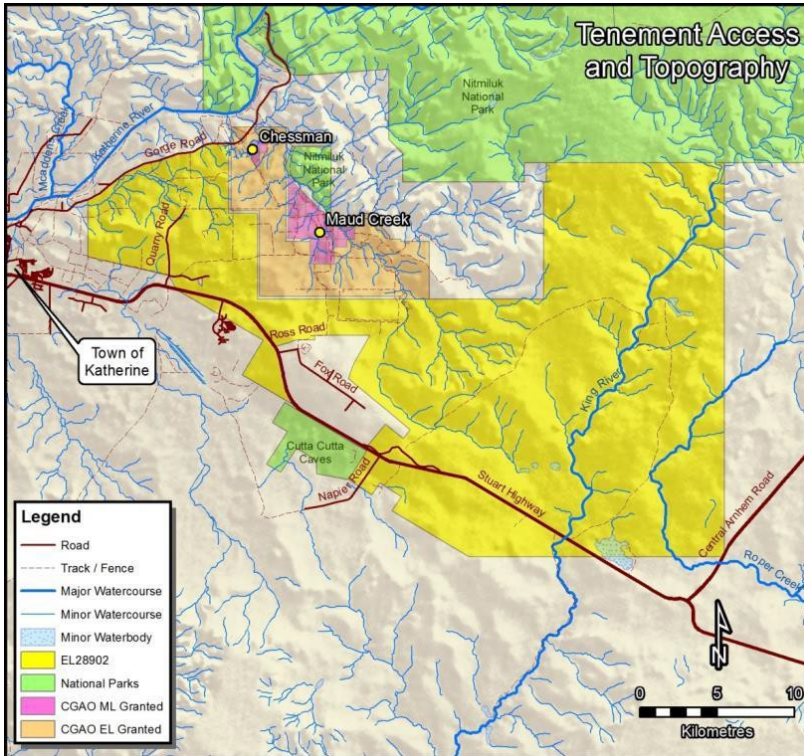 Tenement Access
and Topography
Nitmiluk
National
Park
Mcaddens Creek
Katherine River
Gorge Road
Chessman
Nitmiluk
National
Park
Maud Creek
Quarry Road
Town of
Katherine
Ross Road
Fox Road
King River
Cutta Cutta
Caves
Napier Road
Stuart Highway
Central Arnhem Road
Roper Creek
Legend
Road
Track / Fence
Major Watercourse
Minor Watercourse
Minor Waterbody
EL28902
National Parks
CGAO ML Granted
CGAO EL Granted
N
0
5
10
Kilometres